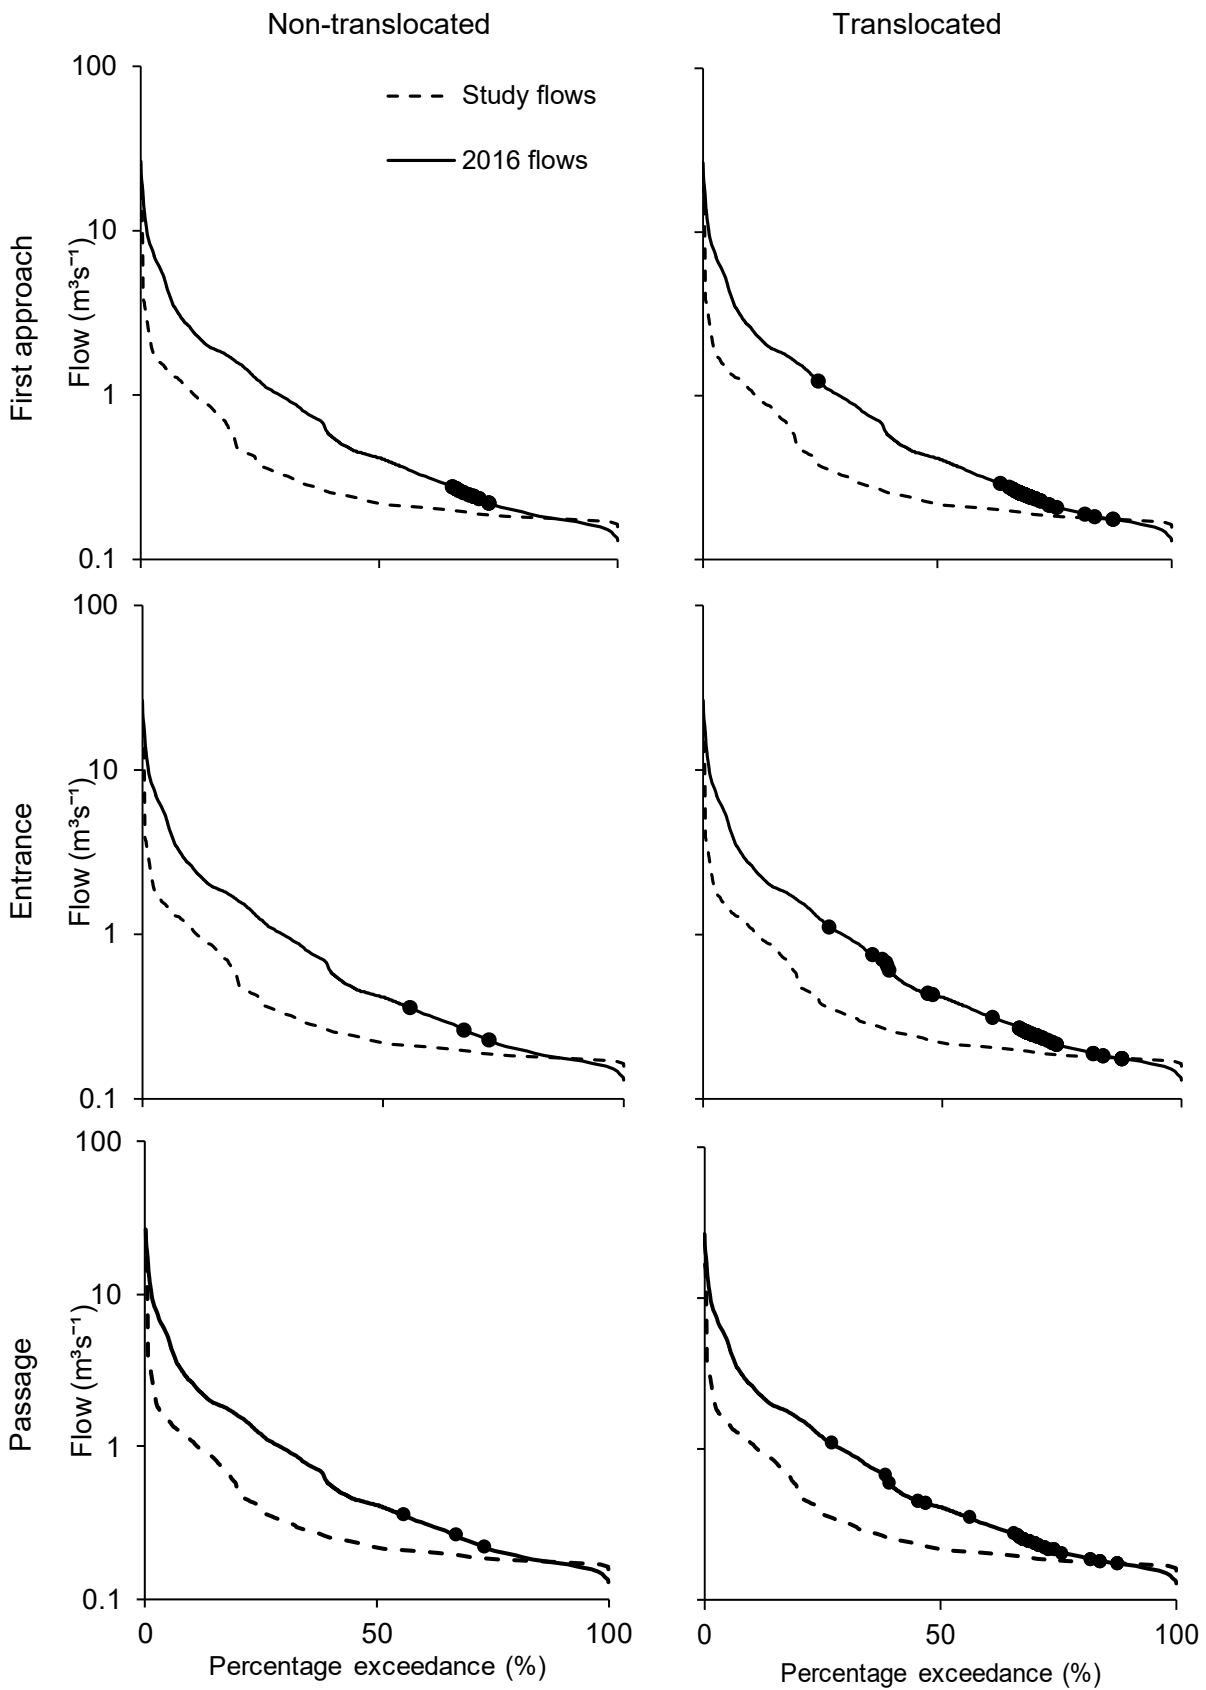 Non-translocated
Translocated
100
Study flows
2016 flows
10
1
0.1
First approach
Flow (m³s⁻¹)
100
10
1
0.1
Entrance
Flow (m³s⁻¹)
100
10
1
0.1
Passage
Flow (m³s⁻¹)
0 50 100
Percentage exceedance (%)
0 50 100
Percentage exceedance (%)